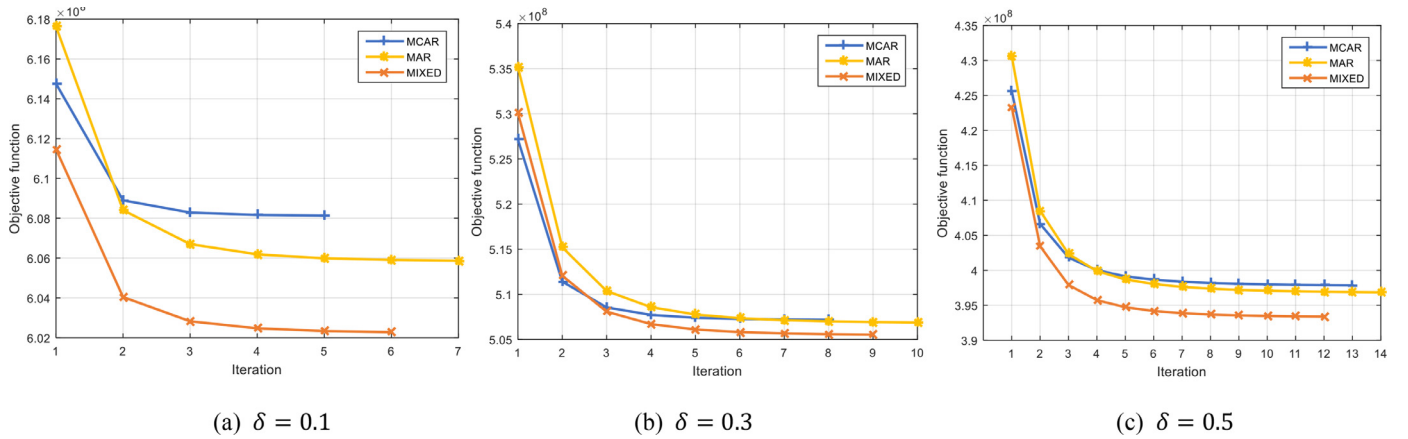 ×10
6.18
6.16
6.14
6.12
6.1
6.08
6.06
6.04
6.02
Objective function
1 2 3 4 5 6 7
Iteration
MCAR
MAR
MIXED
(a) δ = 0.1
×10⁸
5.4
5.35
5.3
5.25
5.2
5.15
5.1
5.05
Objective function
1 2 3 4 5 6 7 8 9 10
Iteration
MCAR
MAR
MIXED
(b) δ = 0.3
×10⁸
4.35
4.3
4.25
4.2
4.15
4.1
4.05
4
3.95
3.9
Objective function
1 2 3 4 5 6 7 8 9 10 11 12 13 14
Iteration
MCAR
MAR
MIXED
(c) δ = 0.5